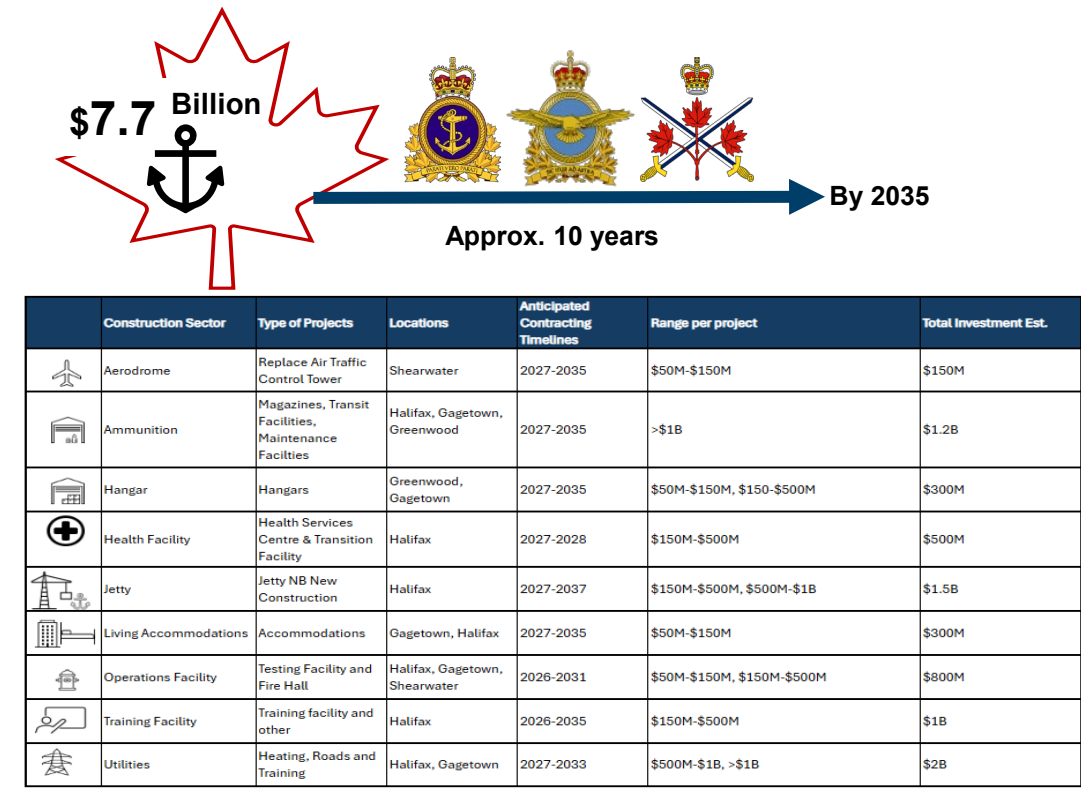 $7.7 Billion
PARATI VERO PARATI
By 2035
Approx. 10 years
Construction Sector
Type of Projects
Locations
Anticipated
Contracting
Timelines
Range per project
Total Investment Est.
Aerodrome
Replace Air Traffic
Control Tower
Shearwater
2027-2035
$50M-$150M
$150M
Ammunition
Magazines, Transit
Facilities,
Maintenance
Facilties
Halifax, Gagetown,
Greenwood
2027-2035
>$1B
$1.2B
Hangar
Hangars
Greenwood,
Gagetown
2027-2035
$50M-$150M, $150-$500M
$300M
Health Facility
Health Services
Centre & Transition
Facility
Halifax
2027-2028
$150M-$500M
$500M
Jetty
Jetty NB New
Construction
Halifax
2027-2037
$150M-$500M, $500M-$1B
$1.5B
Living Accommodations
Accommodations
Gagetown, Halifax
2027-2035
$50M-$150M
$300M
Operations Facility
Testing Facility and
Fire Hall
Halifax, Gagetown,
Shearwater
2026-2031
$50M-$150M, $150M-$500M
$800M
Training Facility
Training facility and
other
Halifax
2026-2035
$150M-$500M
$1B
Utilities
Heating, Roads and
Training
Halifax, Gagetown
2027-2033
$500M-$1B, >$1B
$2B